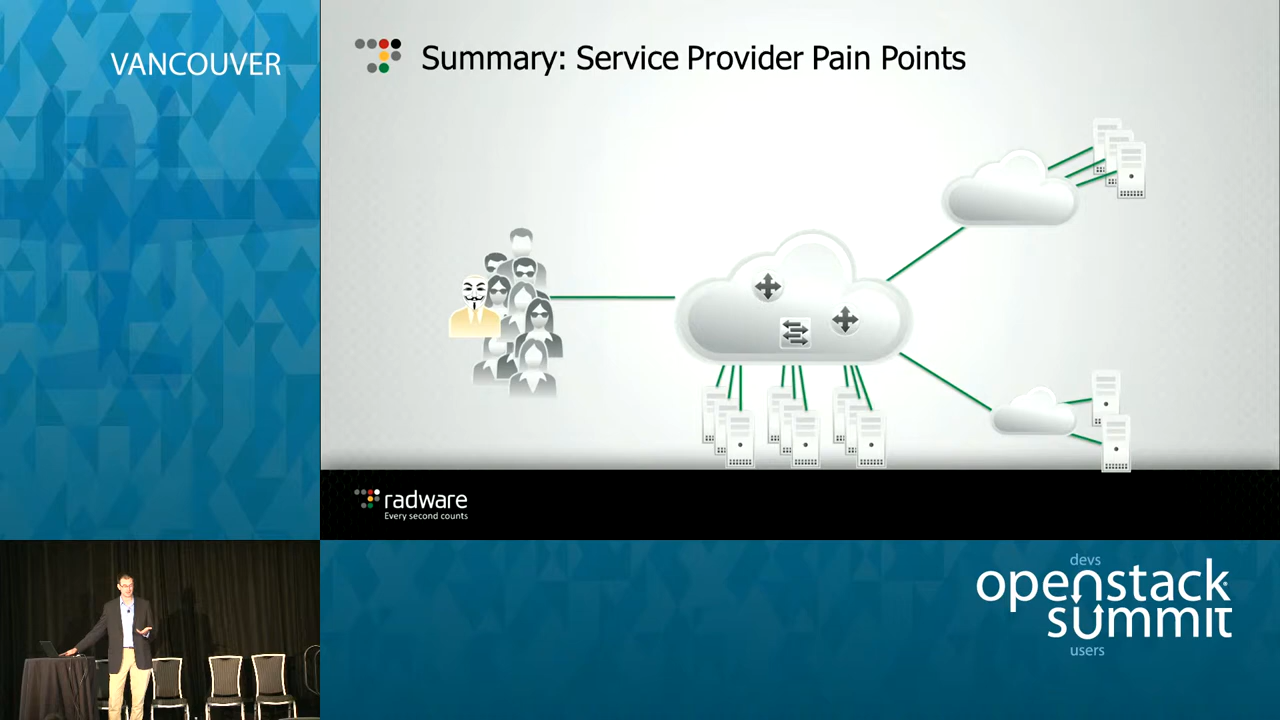 VANCOUVER
Summary: Service Provider Pain Points
radware
Every second counts
devs
openstack
summit
users